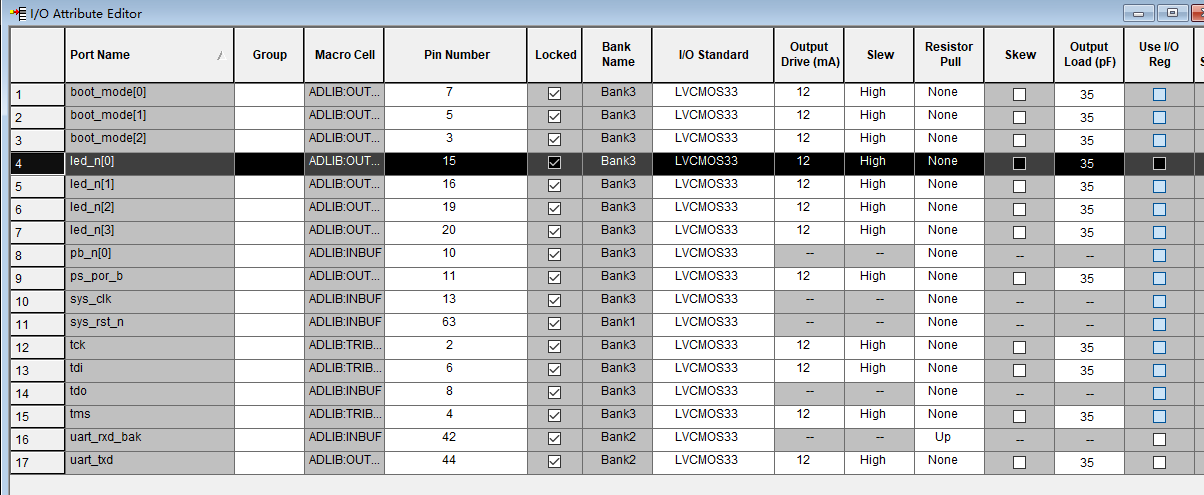 I/O Attribute Editor
Port Name Group Macro Cell Pin Number Locked Bank Name I/O Standard Output Drive (mA) Slew Resistor Pull Skew Output Load (pF) Use I/O Reg
1 boot_mode[0] ADLIB:OUT... 7 Bank3 LVCMOS33 12 High None 35
2 boot_mode[1] ADLIB:OUT... 5 Bank3 LVCMOS33 12 High None 35
3 boot_mode[2] ADLIB:OUT... 3 Bank3 LVCMOS33 12 High None 35
4 led_n[0] ADLIB:OUT... 15 Bank3 LVCMOS33 12 High None 35
5 led_n[1] ADLIB:OUT... 16 Bank3 LVCMOS33 12 High None 35
6 led_n[2] ADLIB:OUT... 19 Bank3 LVCMOS33 12 High None 35
7 led_n[3] ADLIB:OUT... 20 Bank3 LVCMOS33 12 High None 35
8 pb_n[0] ADLIB:INBUF 10 Bank3 LVCMOS33 -- -- None -- --
9 ps_por_b ADLIB:OUT... 11 Bank3 LVCMOS33 12 High None 35
10 sys_clk ADLIB:INBUF 13 Bank3 LVCMOS33 -- -- None -- --
11 sys_rst_n ADLIB:INBUF 63 Bank1 LVCMOS33 -- -- None -- --
12 tck ADLIB:TRIB... 2 Bank3 LVCMOS33 12 High None 35
13 tdi ADLIB:TRIB... 6 Bank3 LVCMOS33 12 High None 35
14 tdo ADLIB:INBUF 8 Bank3 LVCMOS33 -- -- None -- --
15 tms ADLIB:TRIB... 4 Bank3 LVCMOS33 12 High None 35
16 uart_rxd_bak ADLIB:INBUF 42 Bank2 LVCMOS33 -- -- Up -- --
17 uart_txd ADLIB:OUT... 44 Bank2 LVCMOS33 12 High None 35